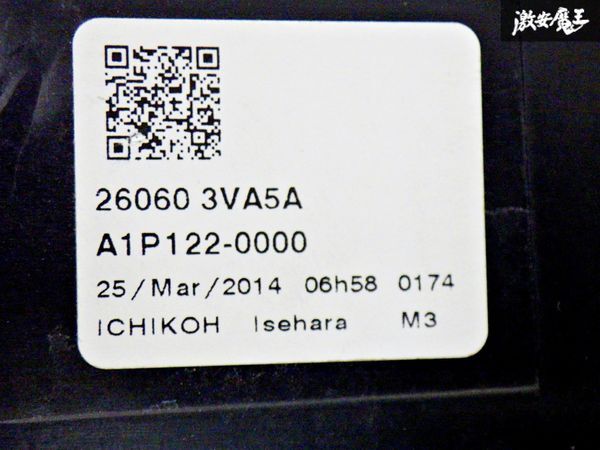 激安魔王
26060 3VA5A
A1P122-0000
25/Mar/2014 06h58 0174
ICHIKOH Isehara M3